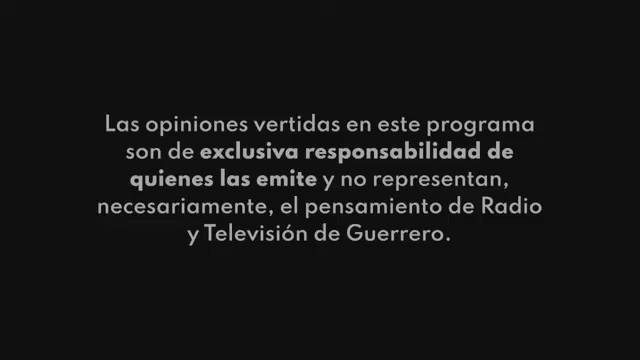 Las opiniones vertidas en este programa
son de exclusiva responsabilidad de
quienes las emite y no representan,
necesariamente, el pensamiento de Radio
y Televisión de Guerrero.